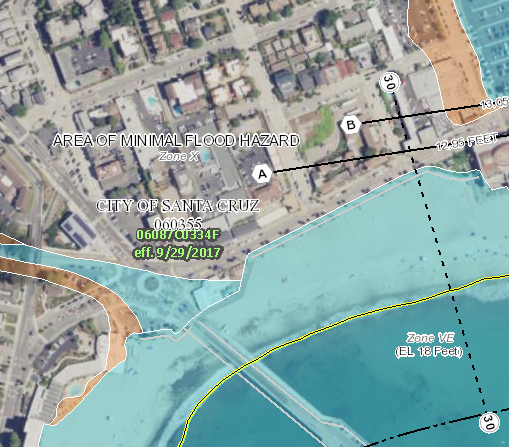 30
B
13.05
12.93 FEET
AREA OF MINIMAL FLOOD HAZARD
Zone X
A
CITY OF SANTA CRUZ
060355
06087C0334F
eff. 9/29/2017
Zone VE
(EL 18 Feet)
30